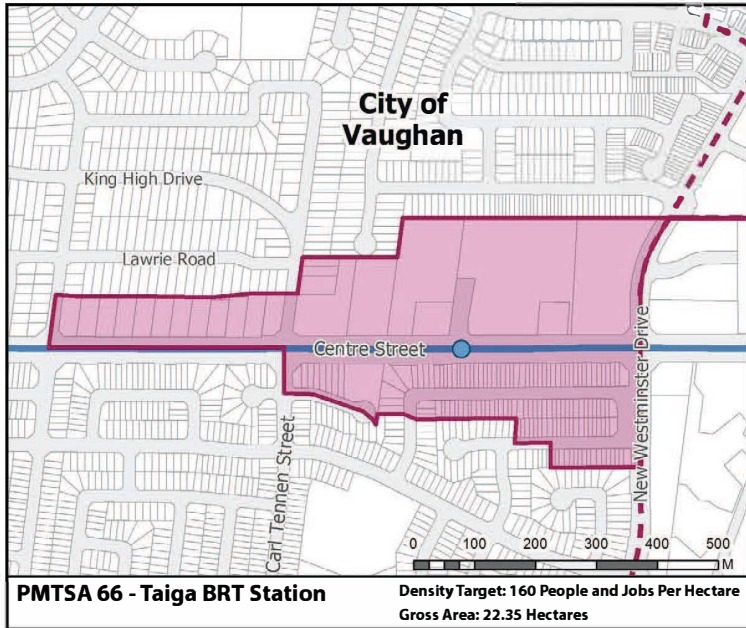 City of
Vaughan
King High Drive
Lawrie Road
Centre Street
New Westminster Drive
Carl Tennen Street
0 100 200 300 400 500
M
PMTSA 66 - Taiga BRT Station
Density Target: 160 People and Jobs Per Hectare
Gross Area: 22.35 Hectares